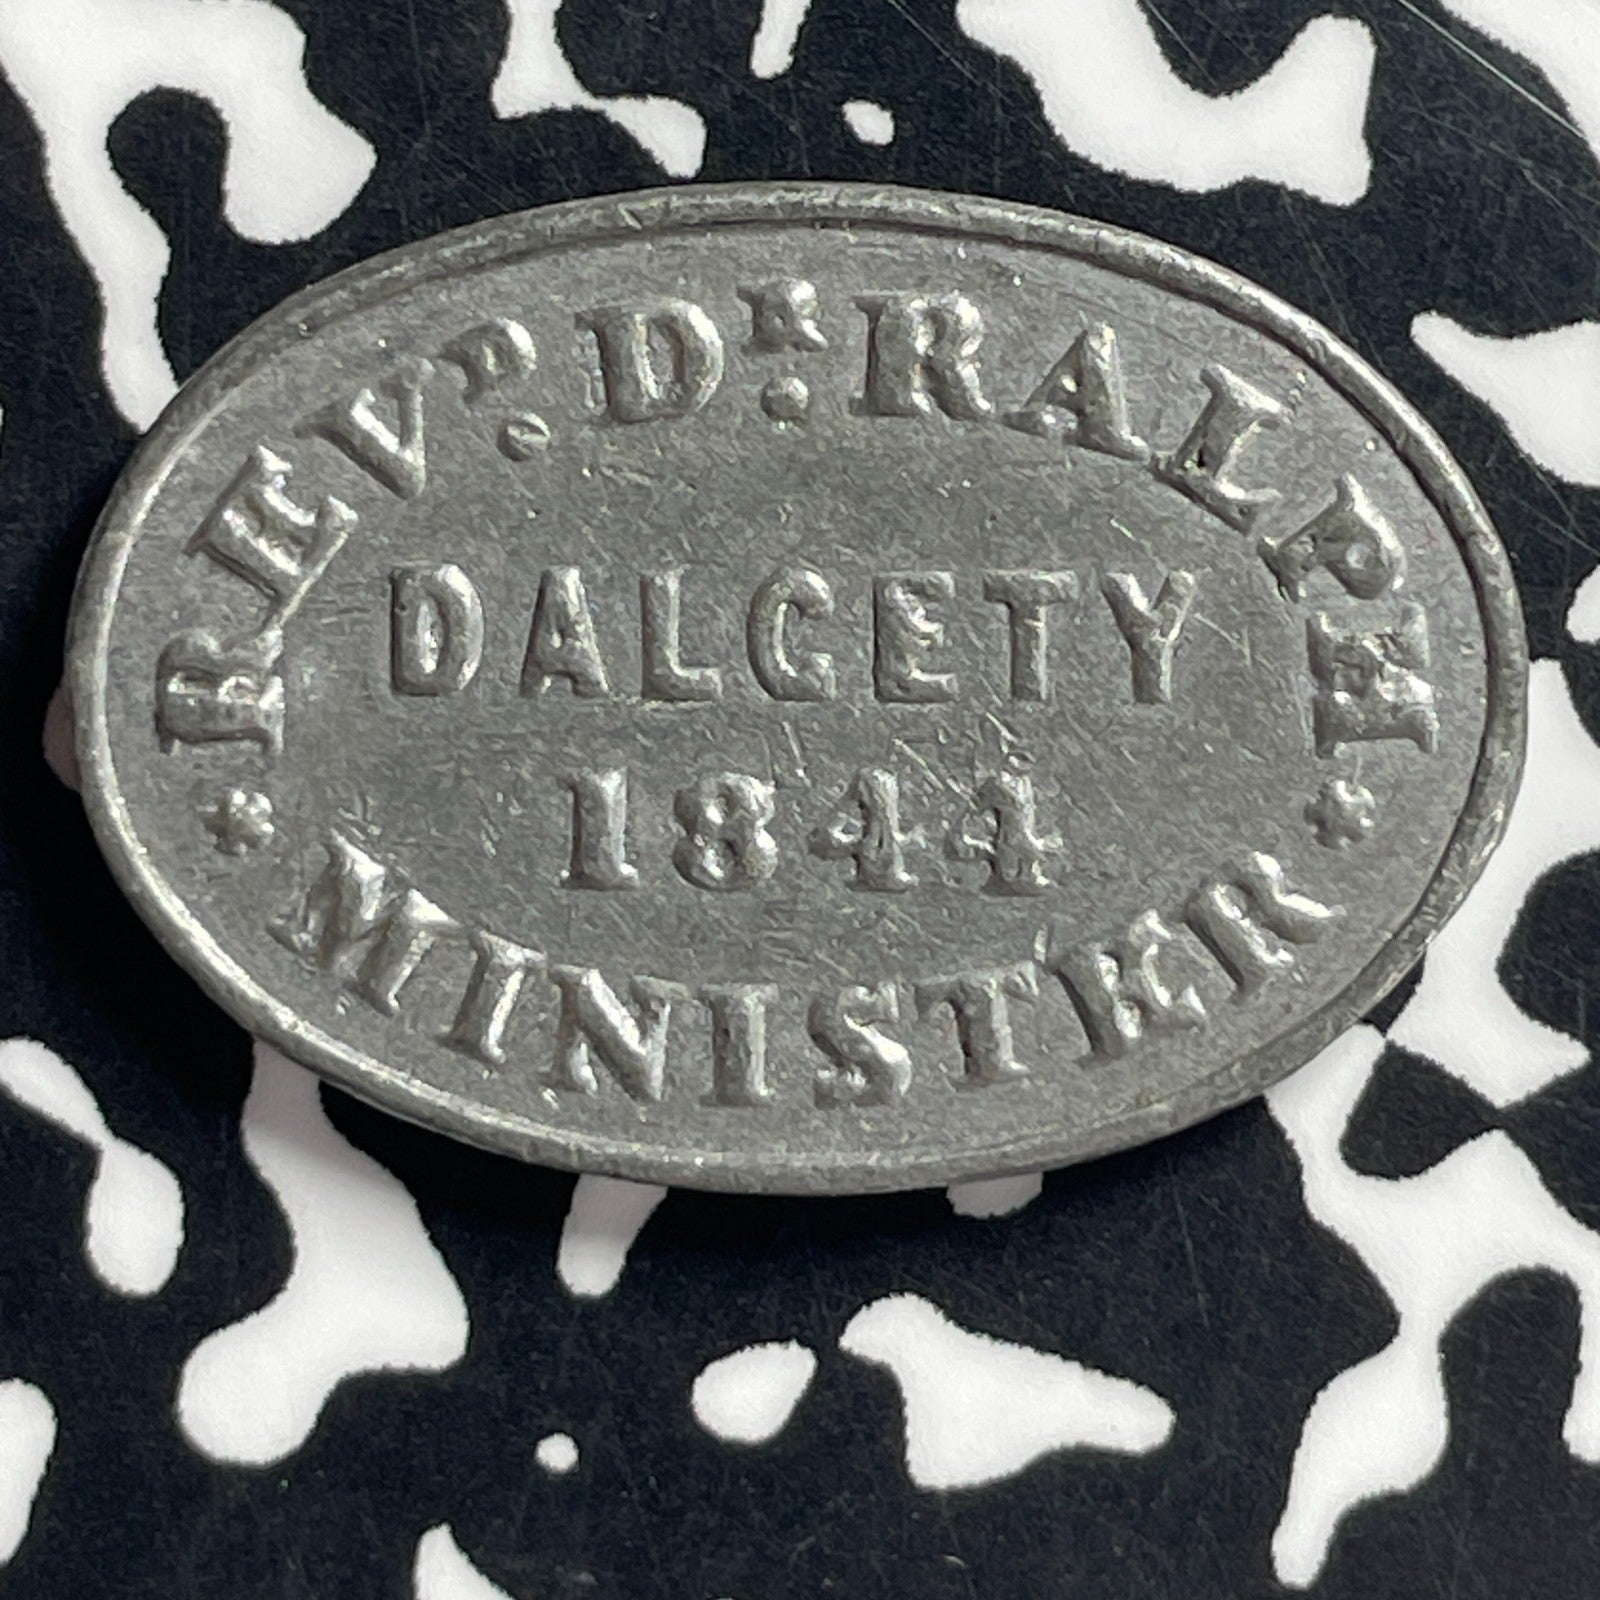 REVᴰ. Dᴿ: RALPH
DALGETY
1844
* MINISTER *